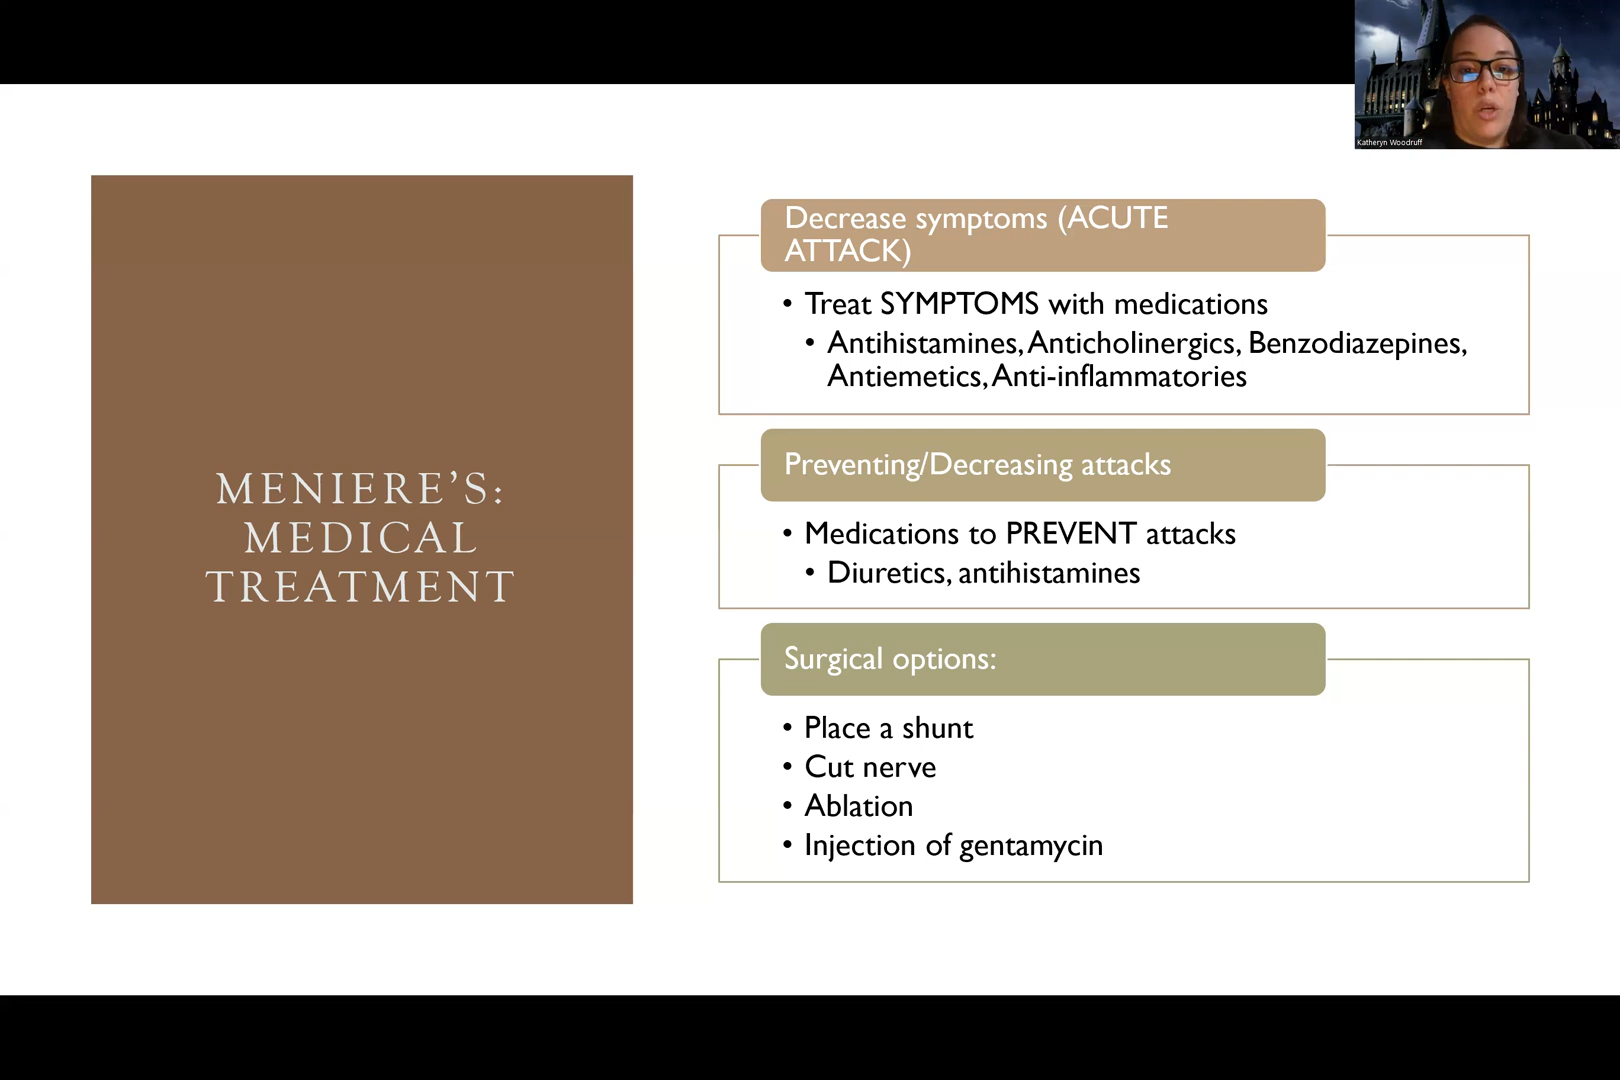 Katheryn Woodruff
MENIERE'S:
MEDICAL
TREATMENT
Decrease symptoms (ACUTE
ATTACK)
• Treat SYMPTOMS with medications
• Antihistamines, Anticholinergics, Benzodiazepines,
Antiemetics, Anti-inflammatories
Preventing/Decreasing attacks
• Medications to PREVENT attacks
• Diuretics, antihistamines
Surgical options:
• Place a shunt
• Cut nerve
• Ablation
• Injection of gentamycin